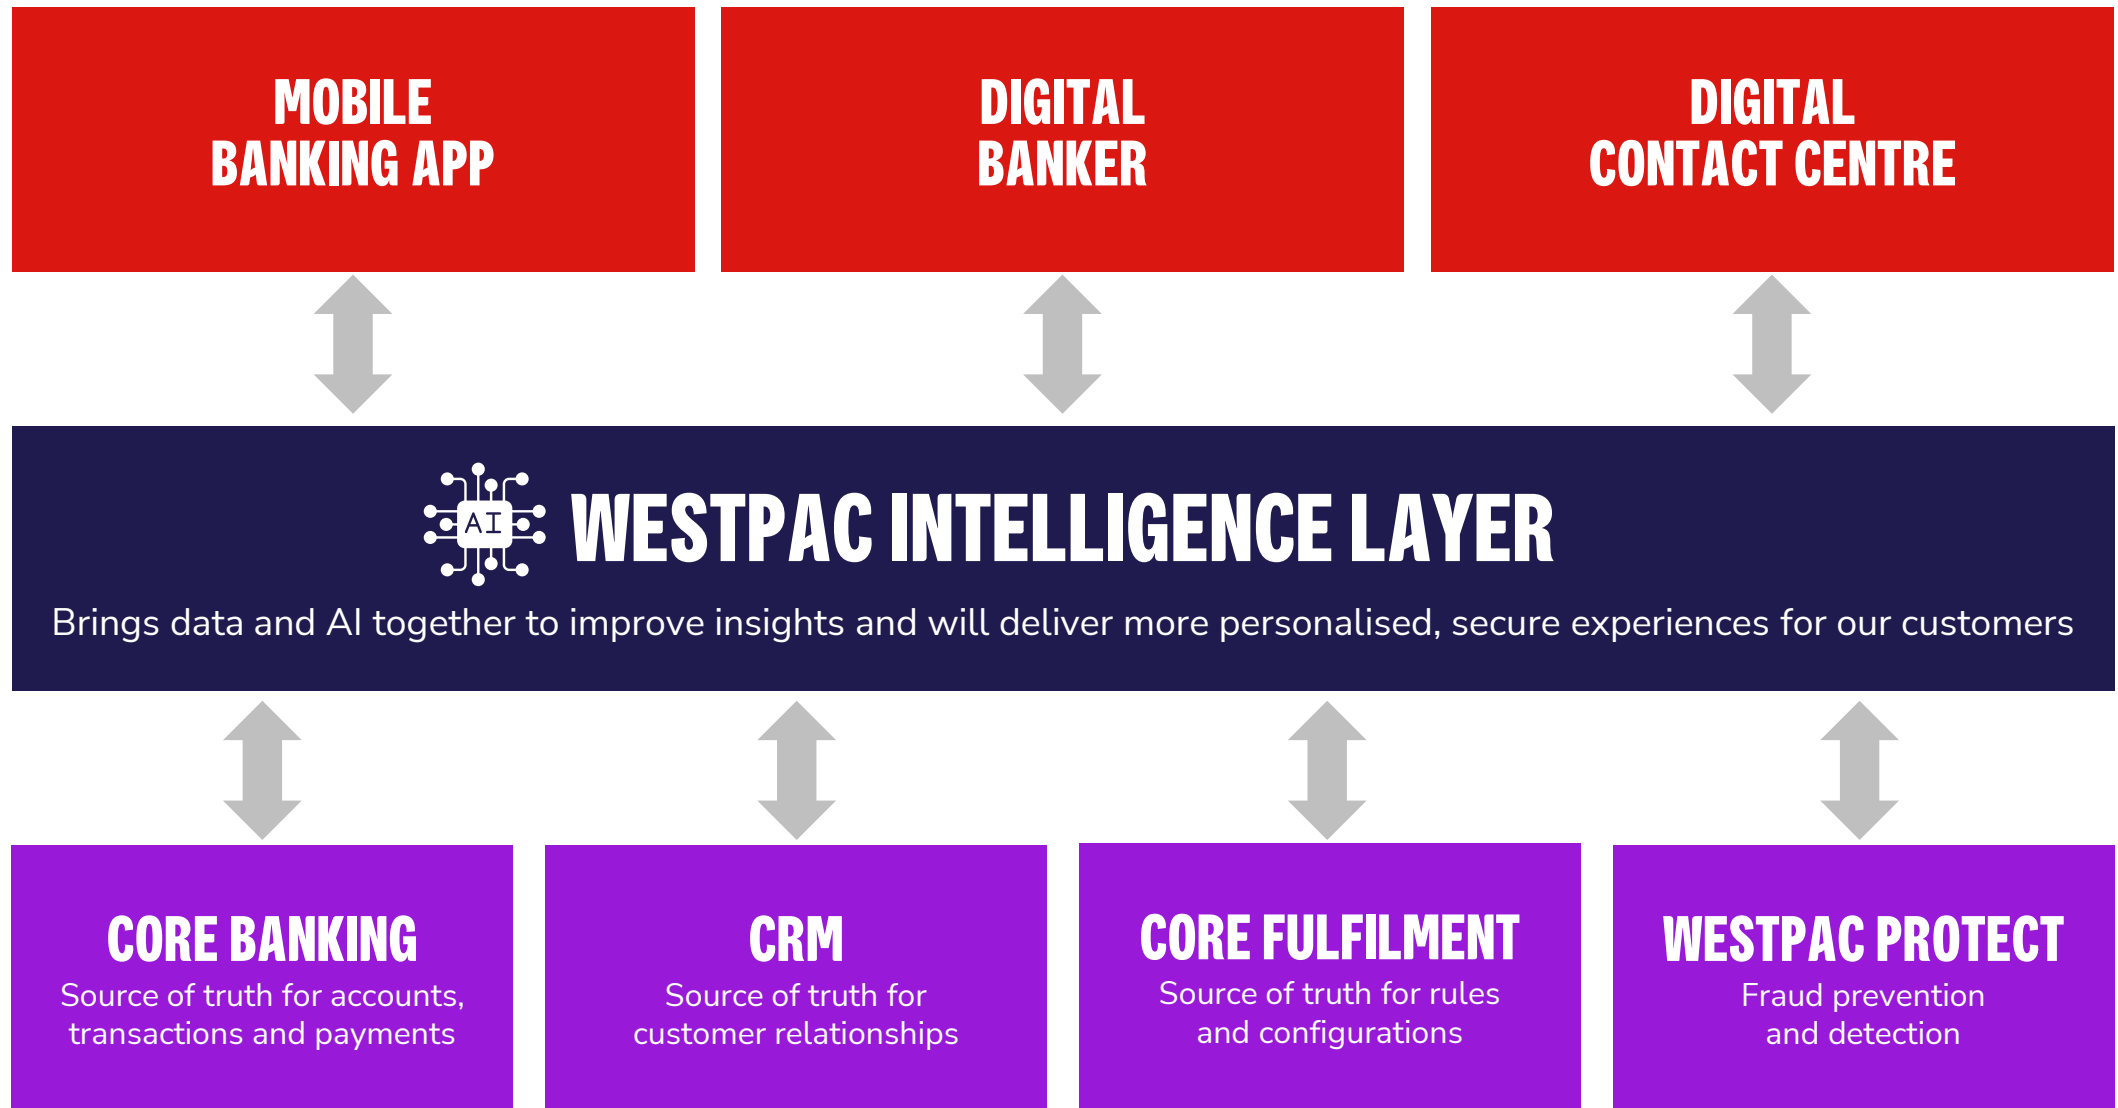 MOBILE
BANKING APP
DIGITAL
BANKER
DIGITAL
CONTACT CENTRE
AI
WESTPAC INTELLIGENCE LAYER
Brings data and AI together to improve insights and will deliver more personalised, secure experiences for our customers
CORE BANKING
Source of truth for accounts,
transactions and payments
CRM
Source of truth for
customer relationships
CORE FULFILMENT
Source of truth for rules
and configurations
WESTPAC PROTECT
Fraud prevention
and detection